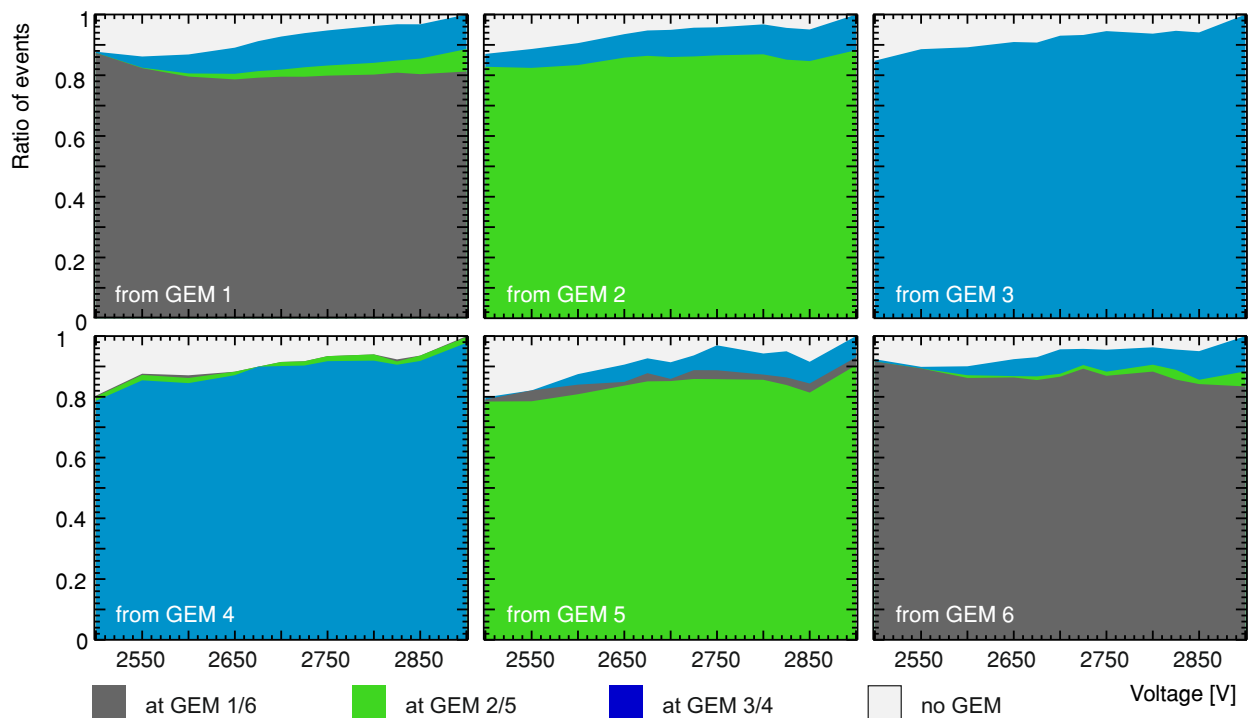 Ratio of events
1
0.8
0.6
0.4
0.2
0
from GEM 1
from GEM 2
from GEM 3
1
0.8
0.6
0.4
0.2
0
from GEM 4
from GEM 5
from GEM 6
2550 2650 2750 2850
2550 2650 2750 2850
2550 2650 2750 2850
Voltage [V]
at GEM 1/6
at GEM 2/5
at GEM 3/4
no GEM